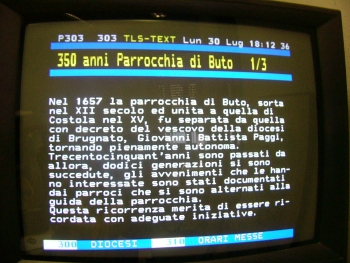 P303 303 TLS-TEXT Lun 30 Lug 18:12 36
350 anni Parrocchia di Buto 1/3
Nel 1657 la parrocchia di Buto, sorta
nel XII secolo ed unita a quella di
Costola nel XV, fu separata da quella
con decreto del vescovo della diocesi
di Brugnato, Giovanni Battista Paggi,
tornando pienamente autonoma.
Trecentocinquant'anni sono passati da
allora, dodici generazioni si sono
succedute, gli avvenimenti che le han-
no interessate sono stati documentati
dai parroci che si sono alternati alla
guida della parrocchia.
Questa ricorrenza merita di essere ri-
cordata con adeguate iniziative.
300 DIOCESI 310 ORARI MESSE